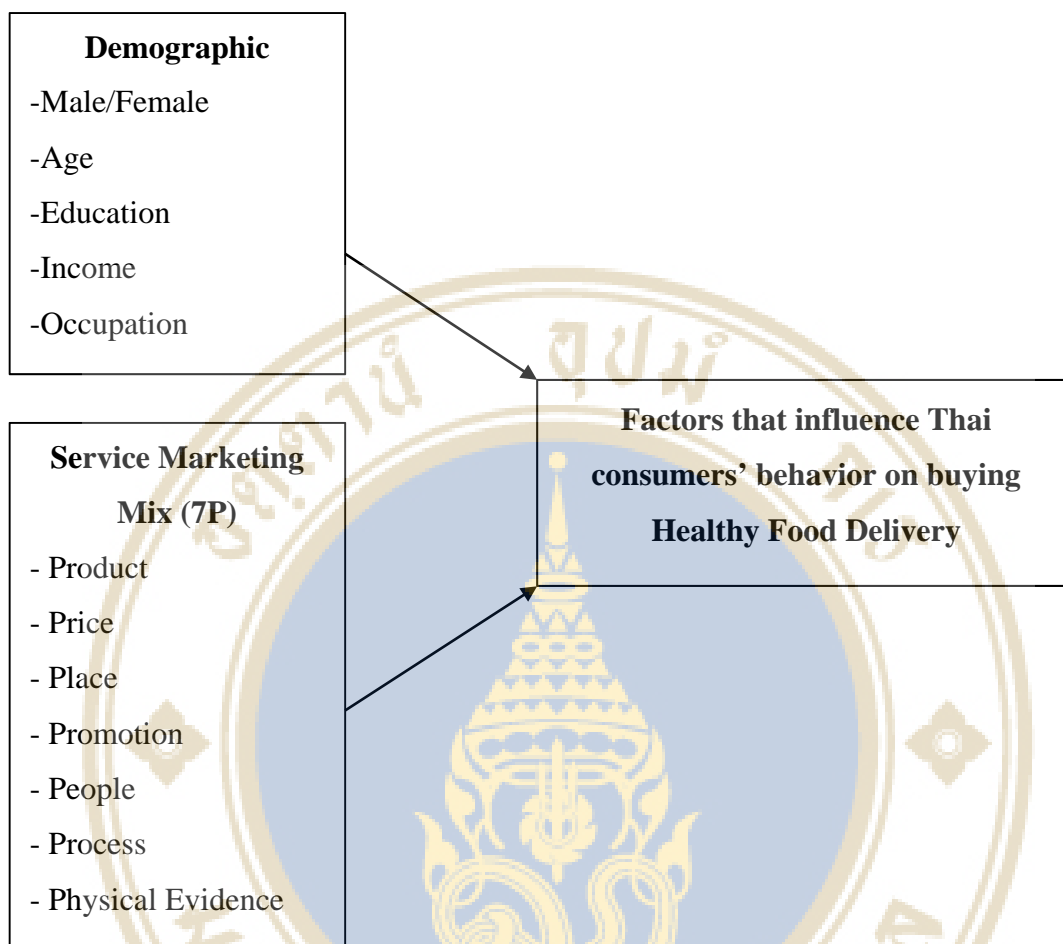 Demographic
-Male/Female
-Age
-Education
-Income
-Occupation
Service Marketing
Mix (7P)
- Product
- Price
- Place
- Promotion
- People
- Process
- Physical Evidence
Factors that influence Thai
consumers’ behavior on buying
Healthy Food Delivery